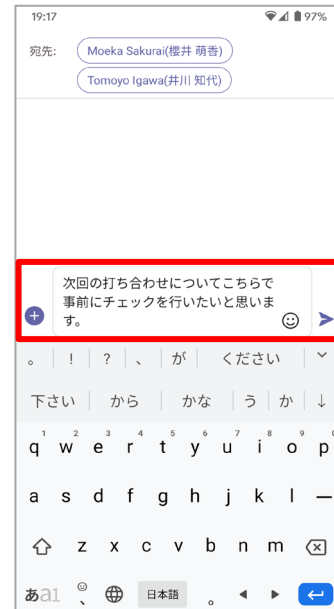 19:17 97%
宛先: Moeka Sakurai(櫻井 萌香)
Tomoyo Igawa(井川 知代)
次回の打ち合わせについてこちらで
事前にチェックを行いたいと思いま
す。
。 ! ? 、 が ください
下さい から かな う か ↓
1 2 3 4 5 6 7 8 9
q w e r t y u i o p
a s d f g h j k l ー
z x c v b n m
あa1 、 日本語 。